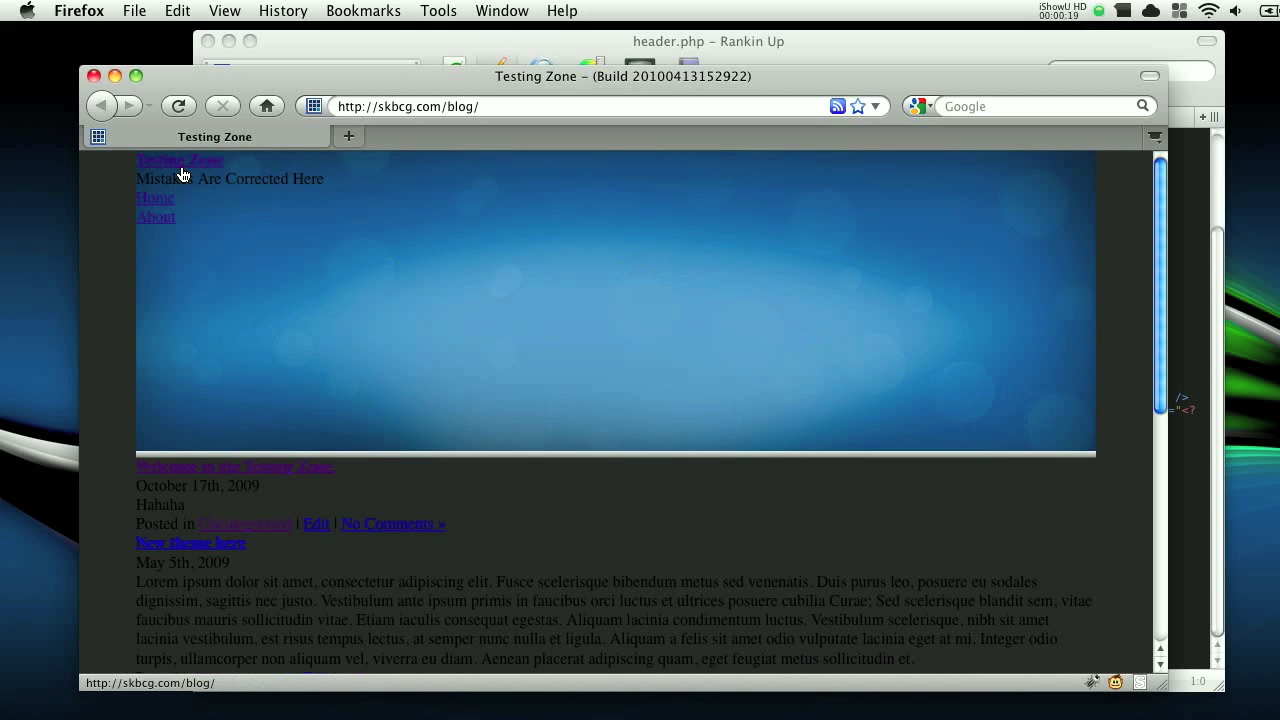 Firefox File Edit View History Bookmarks Tools Window Help
iShowU HD
00:00:19
header.php – Rankin Up
Testing Zone – (Build 20100413152922)
http://skbcg.com/blog/
Google
Testing Zone
Testing Zone
Mistakes Are Corrected Here
Home
About
/>
="<?
Welcome to the Testing Zone.
October 17th, 2009
Hahaha
Posted in Uncategorized | Edit | No Comments »
New theme here
May 5th, 2009
Lorem ipsum dolor sit amet, consectetur adipiscing elit. Fusce scelerisque bibendum metus sed venenatis. Duis purus leo, posuere eu sodales
dignissim, sagittis nec justo. Vestibulum ante ipsum primis in faucibus orci luctus et ultrices posuere cubilia Curae; Sed scelerisque blandit sem, vitae
faucibus mauris sollicitudin vitae. Etiam iaculis consequat egestas. Aliquam lacinia condimentum luctus. Vestibulum scelerisque, nibh sit amet
lacinia vestibulum, est risus tempus lectus, at semper nunc nulla et ligula. Aliquam a felis sit amet odio vulputate lacinia eget at mi. Integer odio
turpis, ullamcorper non aliquam vel, viverra eu diam. Aenean placerat adipiscing quam, eget feugiat metus sollicitudin et.
http://skbcg.com/blog/
1:0